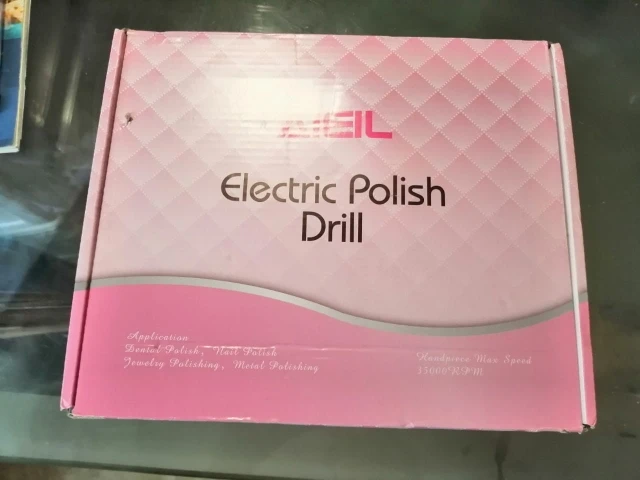 Electric Polish
Drill
Application
Dental Polish, Nail Polish
Jewelry Polishing, Metal Polishing
Handpiece Max Speed
35000RPM